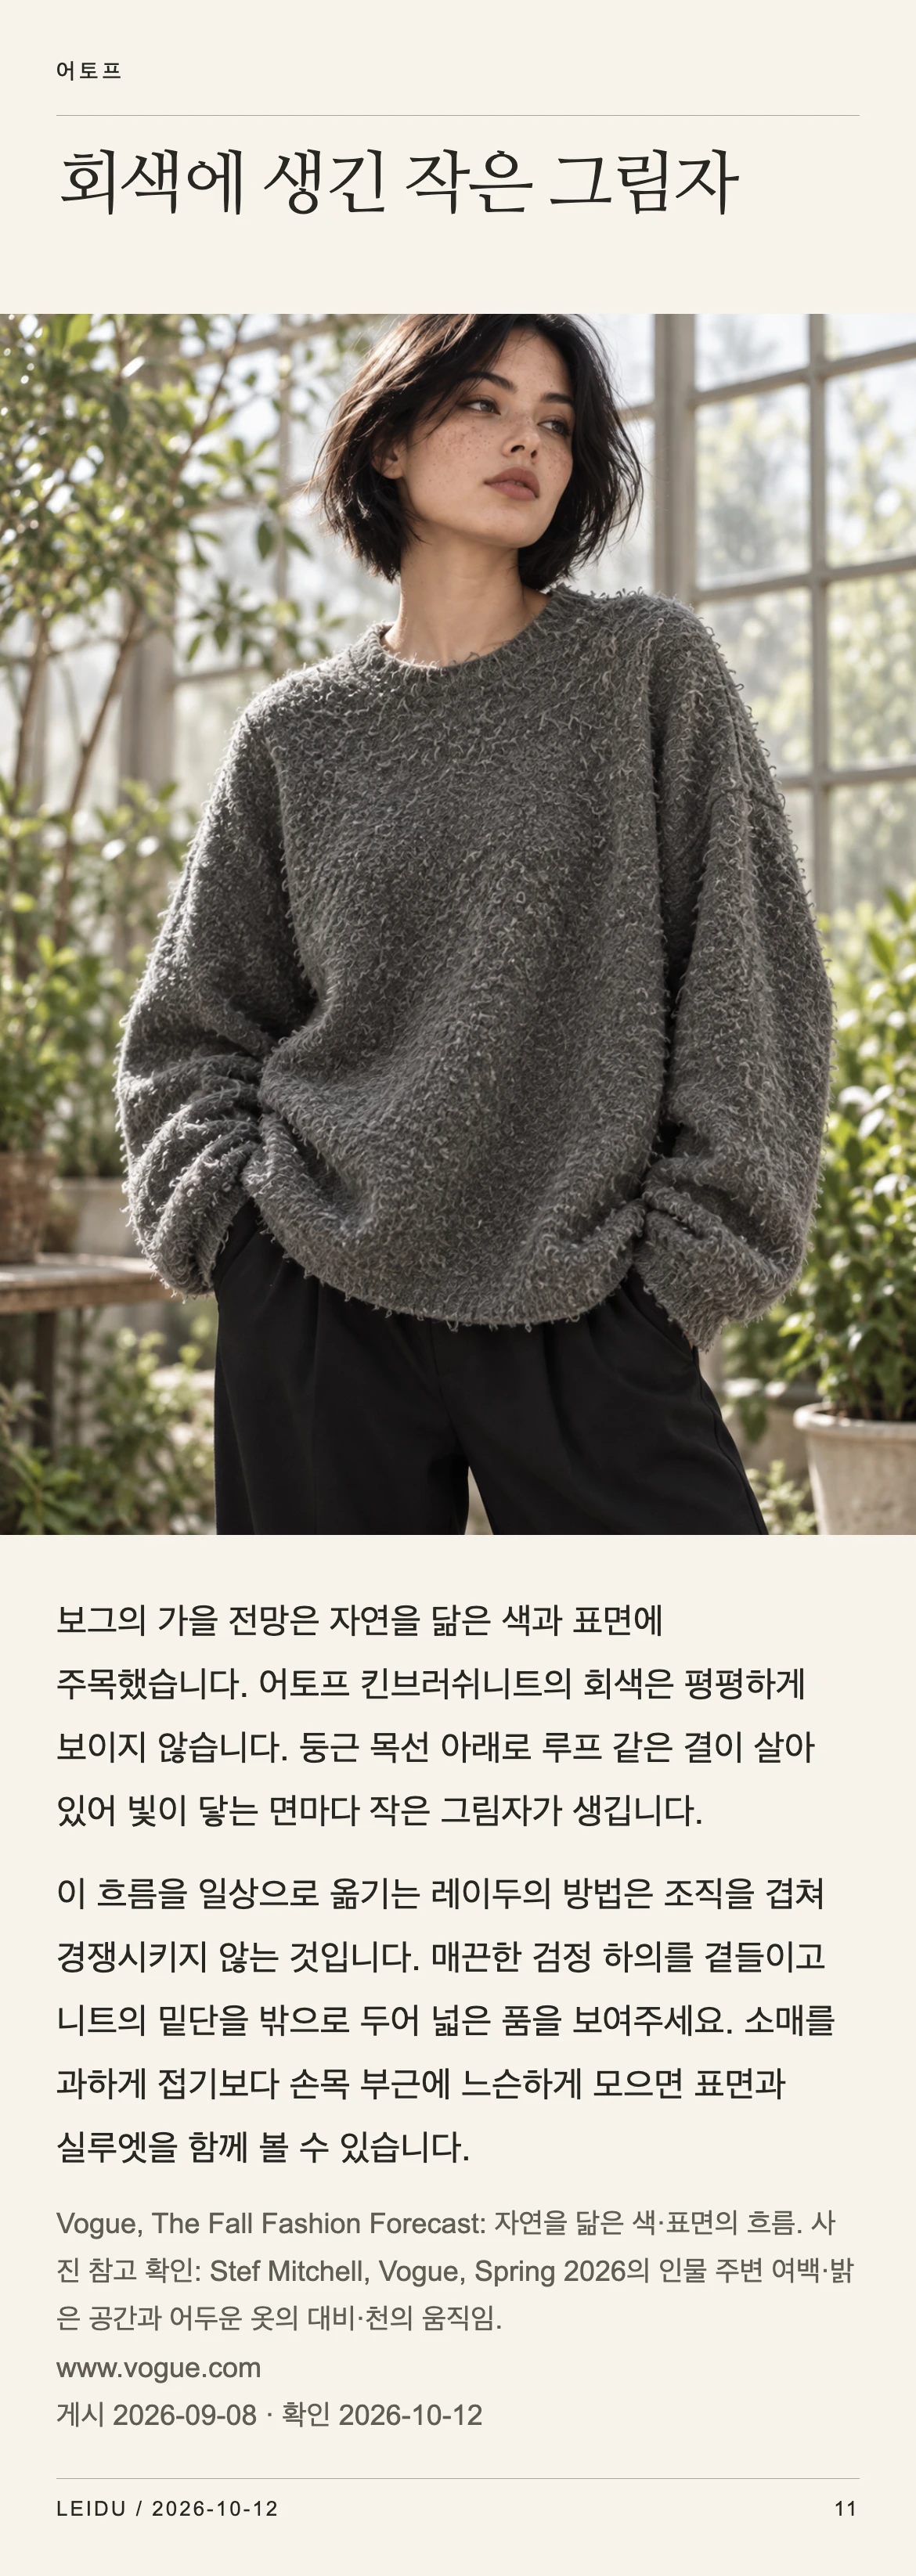 어토프
회색에 생긴 작은 그림자
보그의 가을 전망은 자연을 닮은 색과 표면에
주목했습니다. 어토프 킨브러쉬니트의 회색은 평평하게
보이지 않습니다. 둥근 목선 아래로 루프 같은 결이 살아
있어 빛이 닿는 면마다 작은 그림자가 생깁니다.
이 흐름을 일상으로 옮기는 레이두의 방법은 조직을 겹쳐
경쟁시키지 않는 것입니다. 매끈한 검정 하의를 곁들이고
니트의 밑단을 밖으로 두어 넓은 품을 보여주세요. 소매를
과하게 접기보다 손목 부근에 느슨하게 모으면 표면과
실루엣을 함께 볼 수 있습니다.
Vogue, The Fall Fashion Forecast: 자연을 닮은 색·표면의 흐름. 사
진 참고 확인: Stef Mitchell, Vogue, Spring 2026의 인물 주변 여백·밝
은 공간과 어두운 옷의 대비·천의 움직임.
www.vogue.com
게시 2026-09-08 · 확인 2026-10-12
LEIDU / 2026-10-12
11